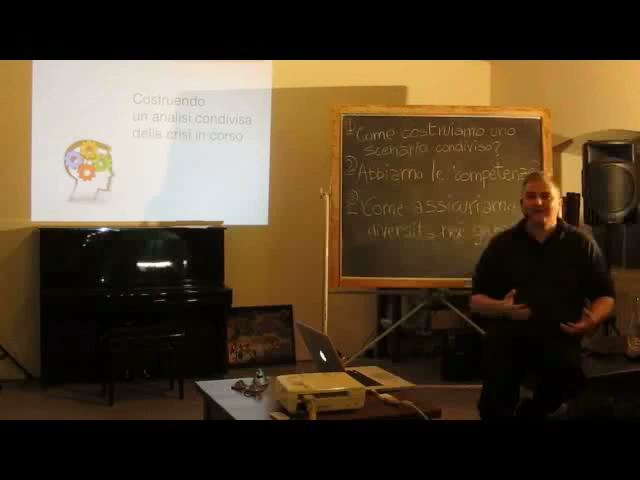 Costruendo
un analisi condivisa
della crisi in corso
1 Come costruiamo uno
scenario condiviso?
2 Abbiamo le competenze
3 Come assicuriamo
diversità